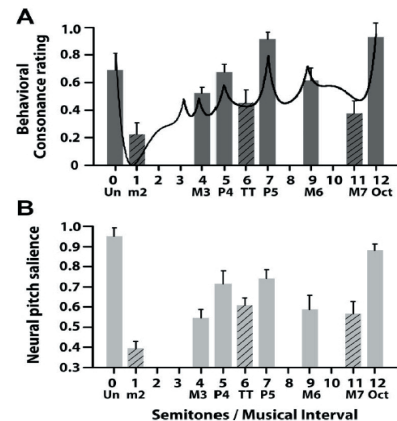 A
Behavioral
Consonance rating
1.0
0.8
0.6
0.4
0.2
0
0 1 2 3 4 5 6 7 8 9 10 11 12
Un m2 M3 P4 TT P5 M6 M7 Oct
B
Neural pitch salience
1.0
0.9
0.8
0.7
0.6
0.5
0.4
0.3
0 1 2 3 4 5 6 7 8 9 10 11 12
Un m2 M3 P4 TT P5 M6 M7 Oct
Semitones / Musical Interval